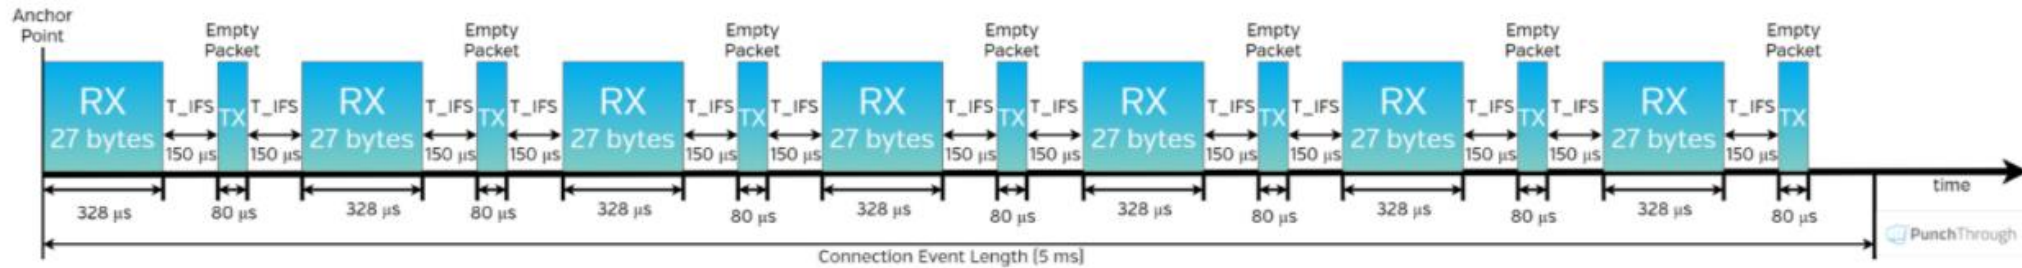 Anchor
Point
Empty
Packet
Empty
Packet
Empty
Packet
Empty
Packet
Empty
Packet
Empty
Packet
Empty
Packet
RX
27 bytes
T_IFS
150 µs
TX
T_IFS
150 µs
RX
27 bytes
T_IFS
150 µs
TX
T_IFS
150 µs
RX
27 bytes
T_IFS
150 µs
TX
T_IFS
150 µs
RX
27 bytes
T_IFS
150 µs
TX
T_IFS
150 µs
RX
27 bytes
T_IFS
150 µs
TX
T_IFS
150 µs
RX
27 bytes
T_IFS
150 µs
TX
T_IFS
150 µs
RX
27 bytes
T_IFS
150 µs
TX
328 µs
80 µs
328 µs
80 µs
328 µs
80 µs
328 µs
80 µs
328 µs
80 µs
328 µs
80 µs
328 µs
80 µs
time
PunchThrough
Connection Event Length [5 ms]